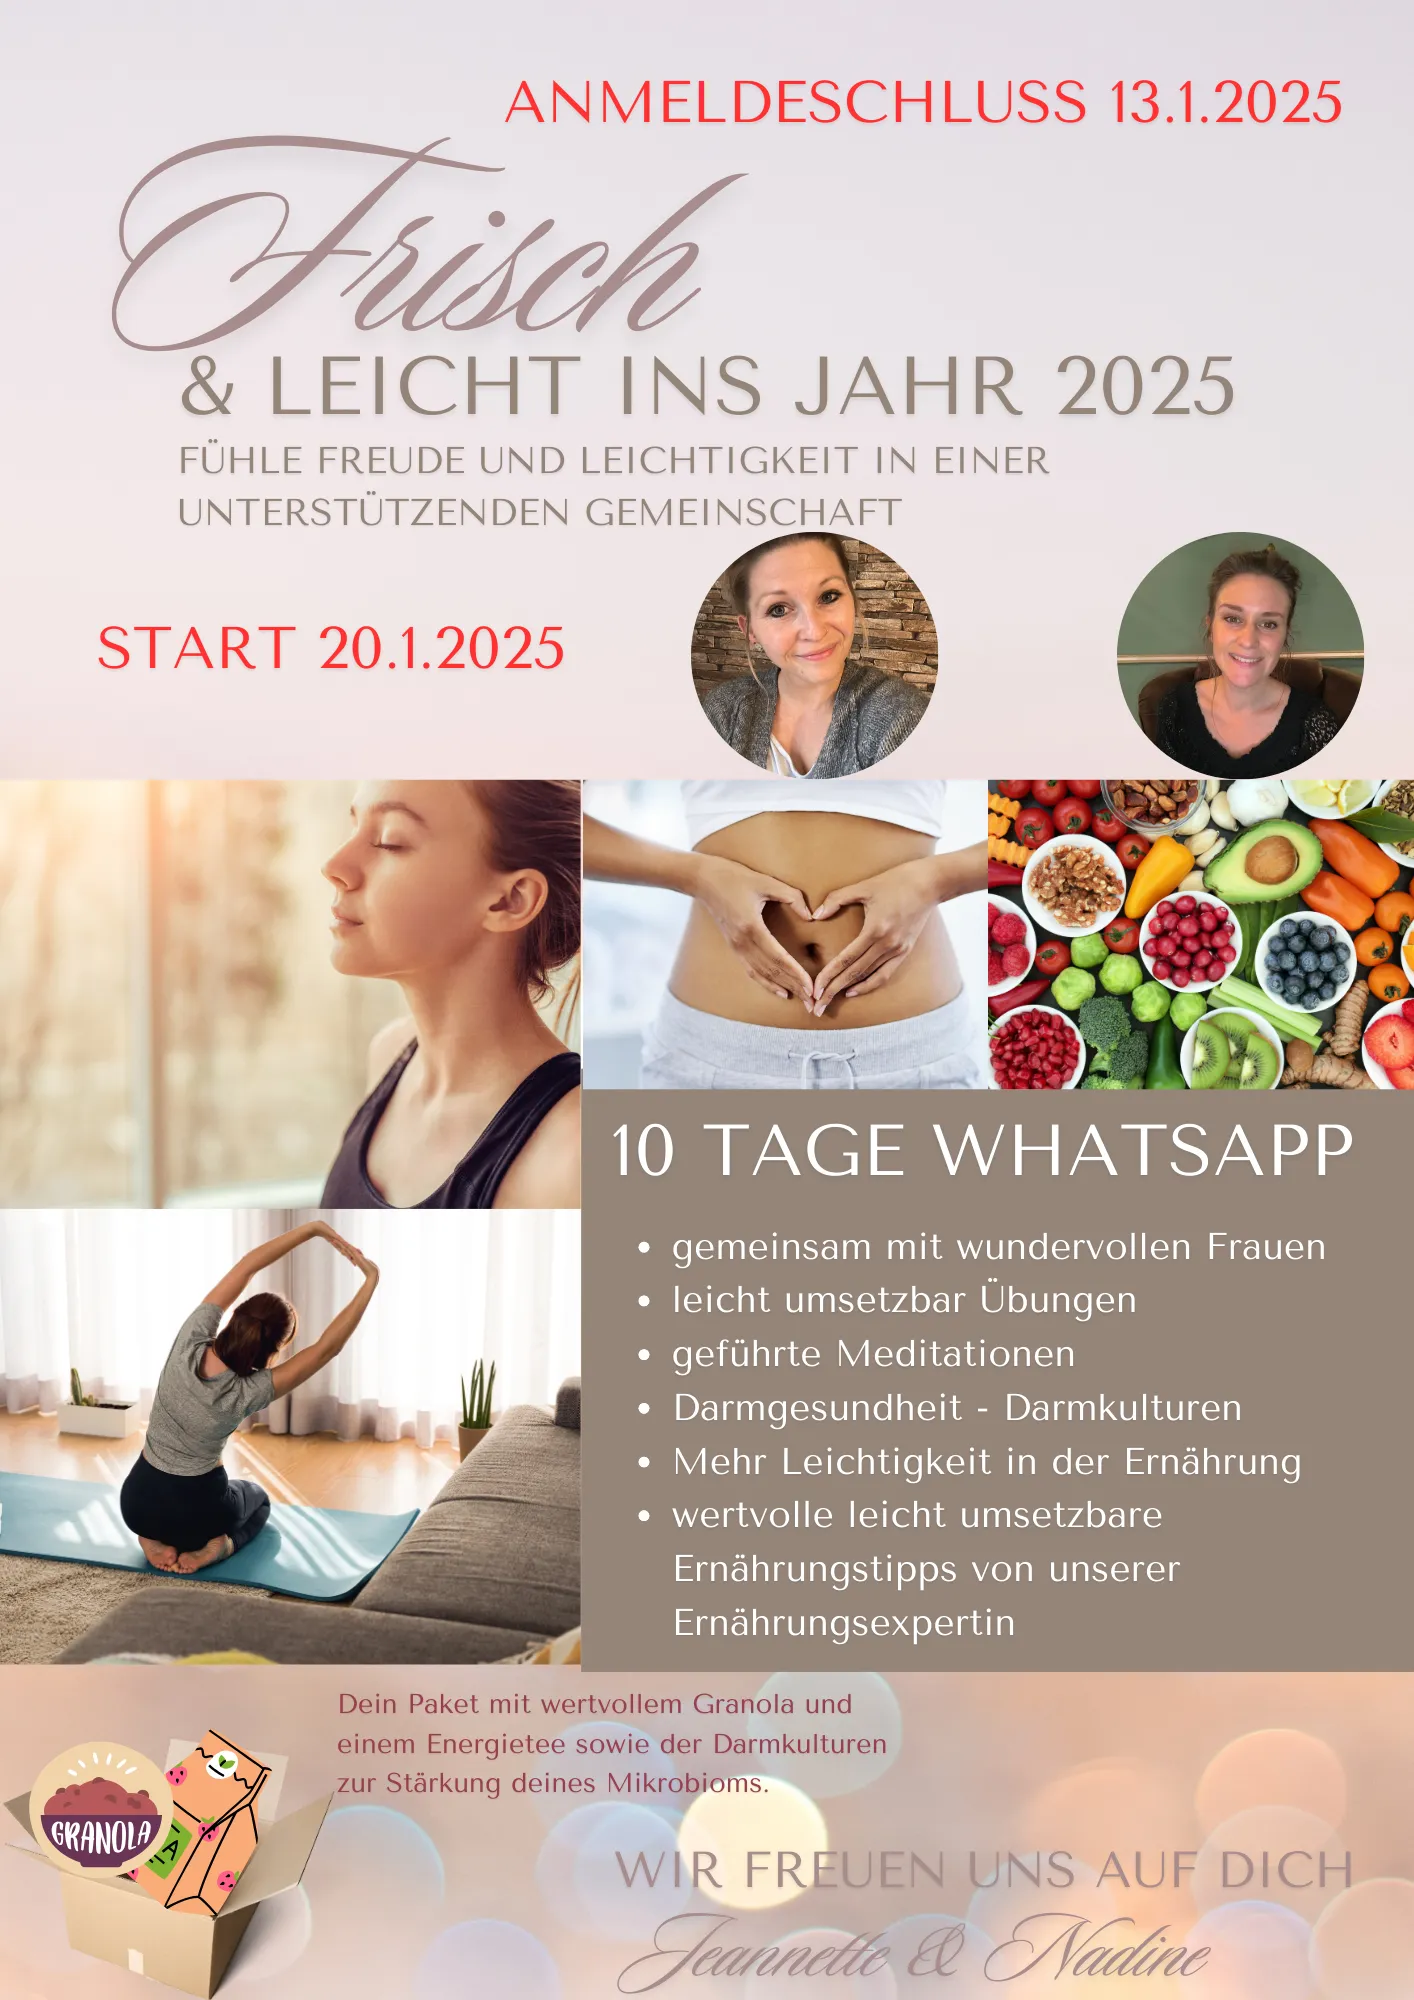 ANMELDESCHLUSS 13.1.2025
Frisch
& LEICHT INS JAHR 2025
FÜHLE FREUDE UND LEICHTIGKEIT IN EINER
UNTERSTÜTZENDEN GEMEINSCHAFT
START 20.1.2025
10 TAGE WHATSAPP
• gemeinsam mit wundervollen Frauen
• leicht umsetzbar Übungen
• geführte Meditationen
• Darmgesundheit - Darmkulturen
• Mehr Leichtigkeit in der Ernährung
• wertvolle leicht umsetzbare
Ernährungstipps von unserer
Ernährungsexpertin
Dein Paket mit wertvollem Granola und
einem Energietee sowie der Darmkulturen
zur Stärkung deines Mikrobioms.
GRANOLA
WIR FREUEN UNS AUF DICH
Jeannette & Nadine